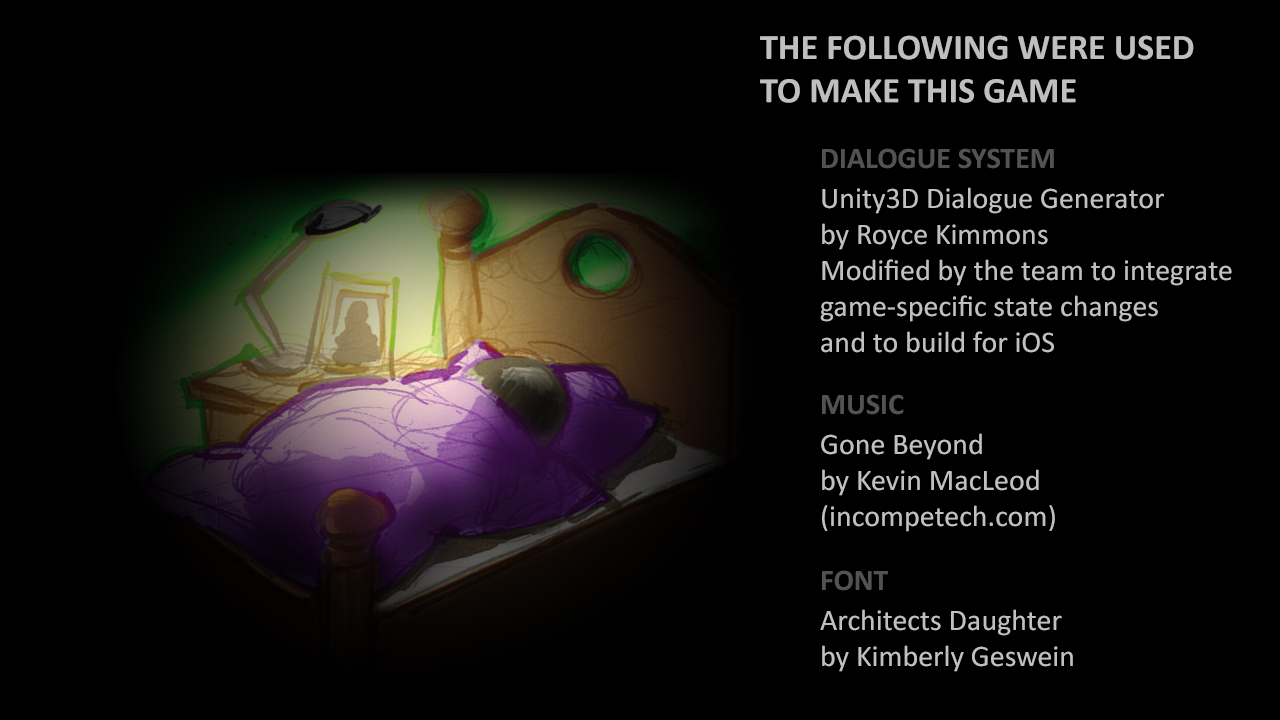 THE FOLLOWING WERE USED
TO MAKE THIS GAME
DIALOGUE SYSTEM
Unity3D Dialogue Generator
by Royce Kimmons
Modified by the team to integrate
game-specific state changes
and to build for iOS
MUSIC
Gone Beyond
by Kevin MacLeod
(incompetech.com)
FONT
Architects Daughter
by Kimberly Geswein